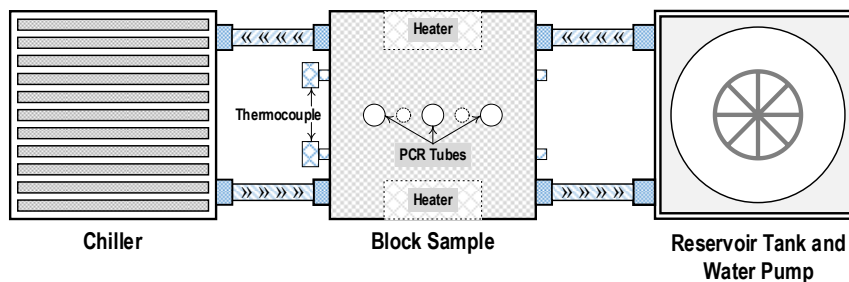 Heater
Thermocouple
PCR Tubes
Heater
Chiller
Block Sample
Reservoir Tank and
Water Pump